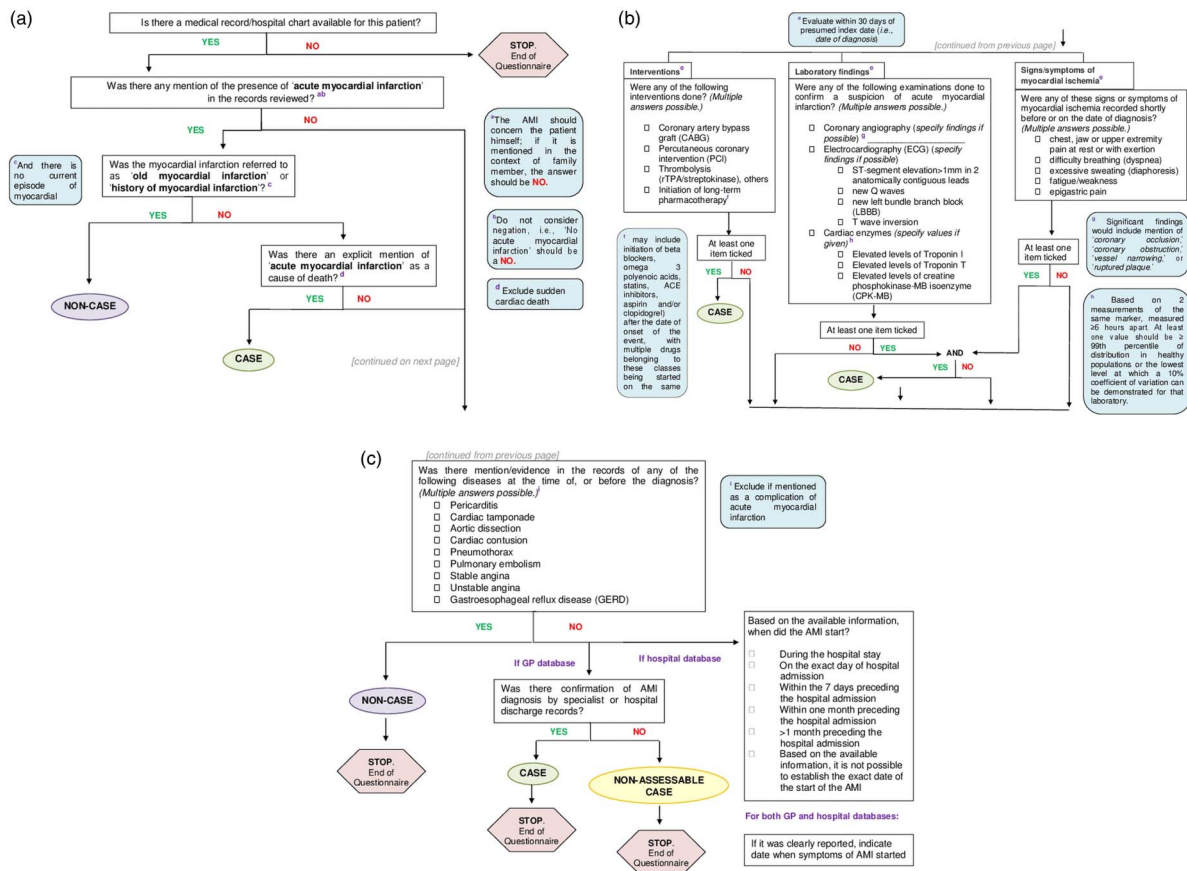 (a)
Is there a medical record/hospital chart available for this patient?
YES
NO
STOP.
End of
Questionnaire
Was there any mention of the presence of 'acute myocardial infarction'
in the records reviewed? ab
YES
NO
c And there is
no current
episode of
myocardial
Was the myocardial infarction referred to
as 'old myocardial infarction' or
'history of myocardial infarction'? c
YES
NO
a The AMI should
concern the patient
himself; if it is
mentioned in the
context of family
member, the answer
should be NO.
b Do not consider
negation, i.e., 'No
acute myocardial
infarction' should be
a NO.
d Exclude sudden
cardiac death
NON-CASE
Was there an explicit mention of
'acute myocardial infarction' as a
cause of death? d
YES
NO
CASE
[continued on next page]
(b)
e Evaluate within 30 days of
presumed index date (i.e.,
date of diagnosis)
[continued from previous page]
Interventions e
Were any of the following
interventions done? (Multiple
answers possible.)
Coronary artery bypass
graft (CABG)
Percutaneous coronary
intervention (PCI)
Thrombolysis
(rTPA/streptokinase), others
Initiation of long-term
pharmacotherapy f
At least one
item ticked
YES
NO
CASE
f may include
initiation of beta
blockers,
omega 3
polyenoic acids,
statins, ACE
inhibitors,
aspirin and/or
clopidogrel)
after the date of
onset of the
event, with
multiple drugs
belonging to
these classes
being started
on the same
Laboratory findings e
Were any of the following examinations done to
confirm a suspicion of acute myocardial
infarction? (Multiple answers possible.)
Coronary angiography (specify findings if
possible) g
Electrocardiography (ECG) (specify
findings if possible)
ST-segment elevation>1mm in 2
anatomically contiguous leads
new Q waves
new left bundle branch block
(LBBB)
T wave inversion
Cardiac enzymes (specify values if
given) h
Elevated levels of Troponin I
Elevated levels of Troponin T
Elevated levels of creatine
phosphokinase-MB isoenzyme
(CPK-MB)
At least one item ticked
NO
YES
AND
YES
NO
CASE
Signs/symptoms of
myocardial ischemia e
Were any of these signs or symptoms
of myocardial ischemia recorded shortly
before or on the date of diagnosis?
(Multiple answers possible.)
chest, jaw or upper extremity
pain at rest or with exertion
difficulty breathing (dyspnea)
excessive sweating (diaphoresis)
fatigue/weakness
epigastric pain
At least one
item ticked
YES
NO
g Significant findings
would include mention of
'coronary occlusion,'
'coronary obstruction,'
'vessel narrowing,' or
'ruptured plaque.'
h Based on 2
measurements of the
same marker, measured
≥6 hours apart. At least
one value should be ≥
99th percentile of
distribution in healthy
populations or the lowest
level at which a 10%
coefficient of variation can
be demonstrated for that
laboratory.
(c)
[continued from previous page]
Was there mention/evidence in the records of any of the
following diseases at the time of, or before the diagnosis?
(Multiple answers possible.) i
Pericarditis
Cardiac tamponade
Aortic dissection
Cardiac contusion
Pneumothorax
Pulmonary embolism
Stable angina
Unstable angina
Gastroesophageal reflux disease (GERD)
i Exclude if mentioned
as a complication of
acute myocardial
infarction
YES
NO
If GP database
If hospital database
NON-CASE
STOP.
End of
Questionnaire
Was there confirmation of AMI
diagnosis by specialist or hospital
discharge records?
YES
NO
CASE
STOP.
End of
Questionnaire
NON-ASSESSABLE
CASE
STOP.
End of
Questionnaire
Based on the available information,
when did the AMI start?
During the hospital stay
On the exact day of hospital
admission
Within the 7 days preceding
the hospital admission
Within one month preceding
the hospital admission
>1 month preceding the
hospital admission
Based on the available
information, it is not possible
to establish the exact date of
the start of the AMI
For both GP and hospital databases:
If it was clearly reported, indicate
date when symptoms of AMI started